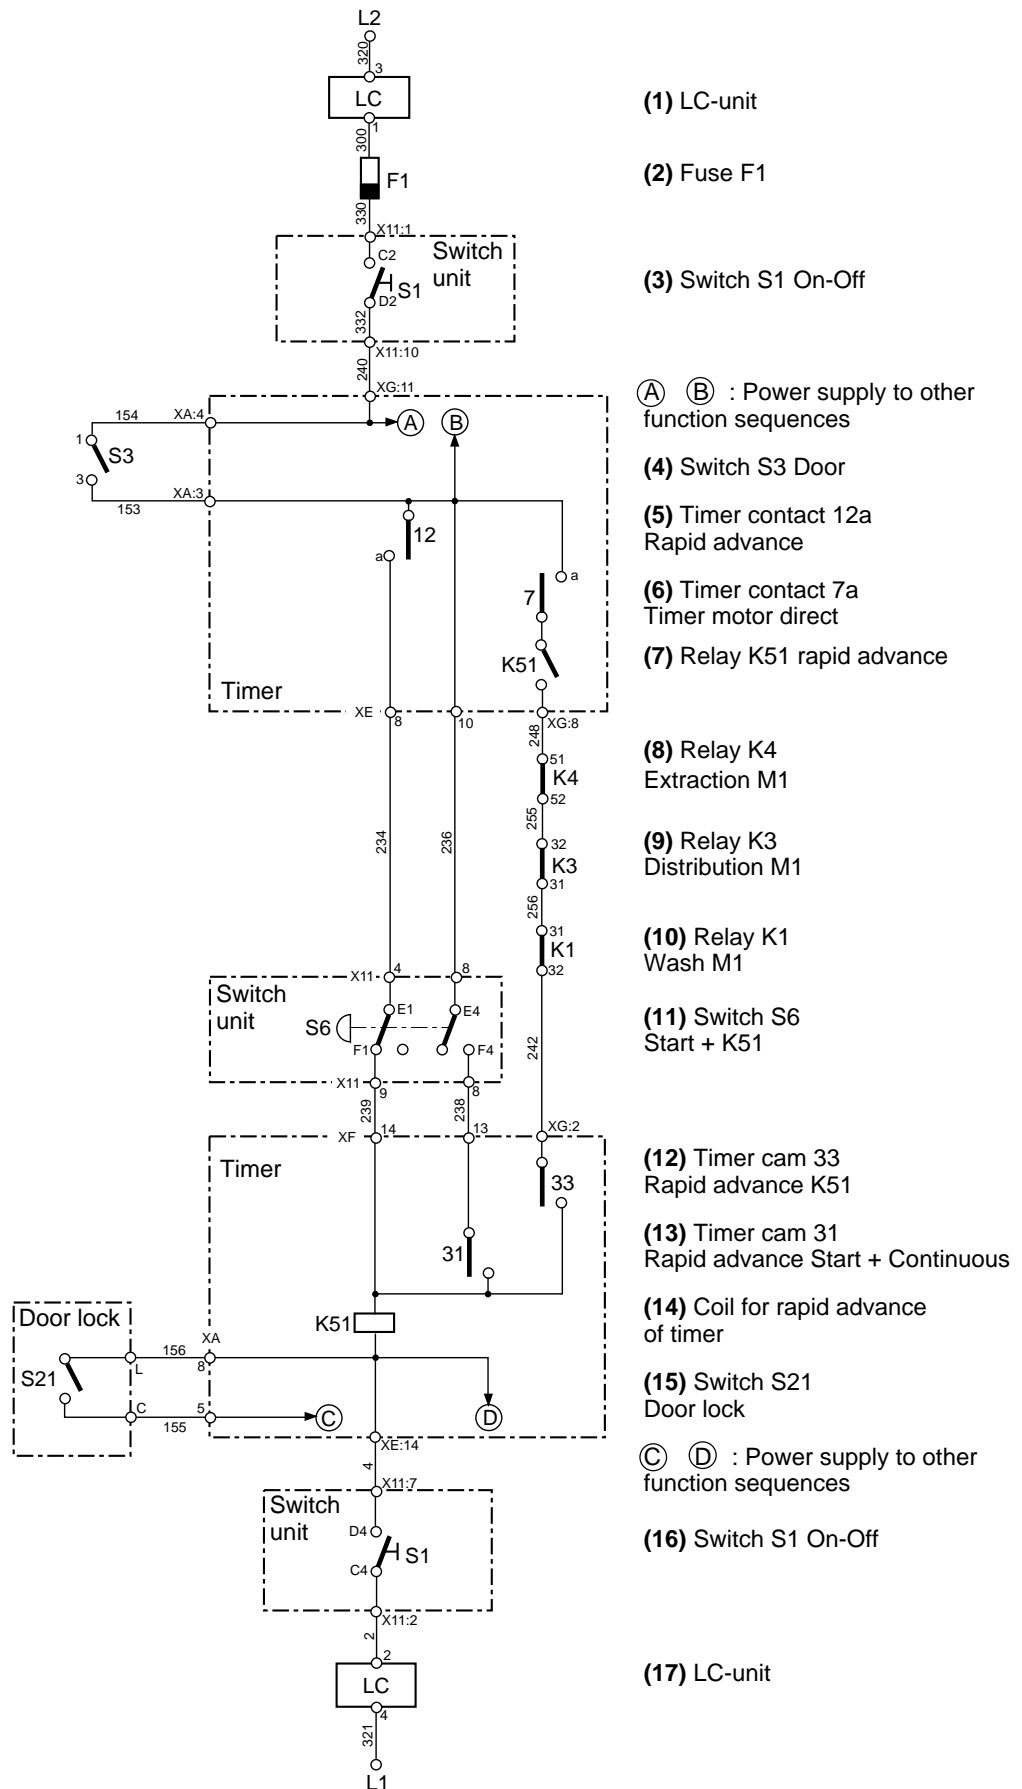 L2
320
3
LC
1
300
F1
330
X11:1
Switch
unit
C2
S1
D2
332
X11:10
240
XG:11
154
XA:4
A
B
1
S3
3
153
XA:3
12
a
a
7
K51
Timer
XE
8
10
XG:8
248
51
K4
52
255
32
K3
31
256
31
K1
32
234
236
242
X11
4
8
Switch
unit
S6
E1
E4
F1
F4
X11
9
8
239
238
XF
14
13
XG:2
Timer
33
31
K51
Door lock
S21
L
156
XA
8
C
155
5
C
D
XE:14
4
X11:7
Switch
unit
D4
S1
C4
X11:2
2
2
LC
4
321
L1
(1) LC-unit
(2) Fuse F1
(3) Switch S1 On-Off
A B : Power supply to other
function sequences
(4) Switch S3 Door
(5) Timer contact 12a
Rapid advance
(6) Timer contact 7a
Timer motor direct
(7) Relay K51 rapid advance
(8) Relay K4
Extraction M1
(9) Relay K3
Distribution M1
(10) Relay K1
Wash M1
(11) Switch S6
Start + K51
(12) Timer cam 33
Rapid advance K51
(13) Timer cam 31
Rapid advance Start + Continuous
(14) Coil for rapid advance
of timer
(15) Switch S21
Door lock
C D : Power supply to other
function sequences
(16) Switch S1 On-Off
(17) LC-unit